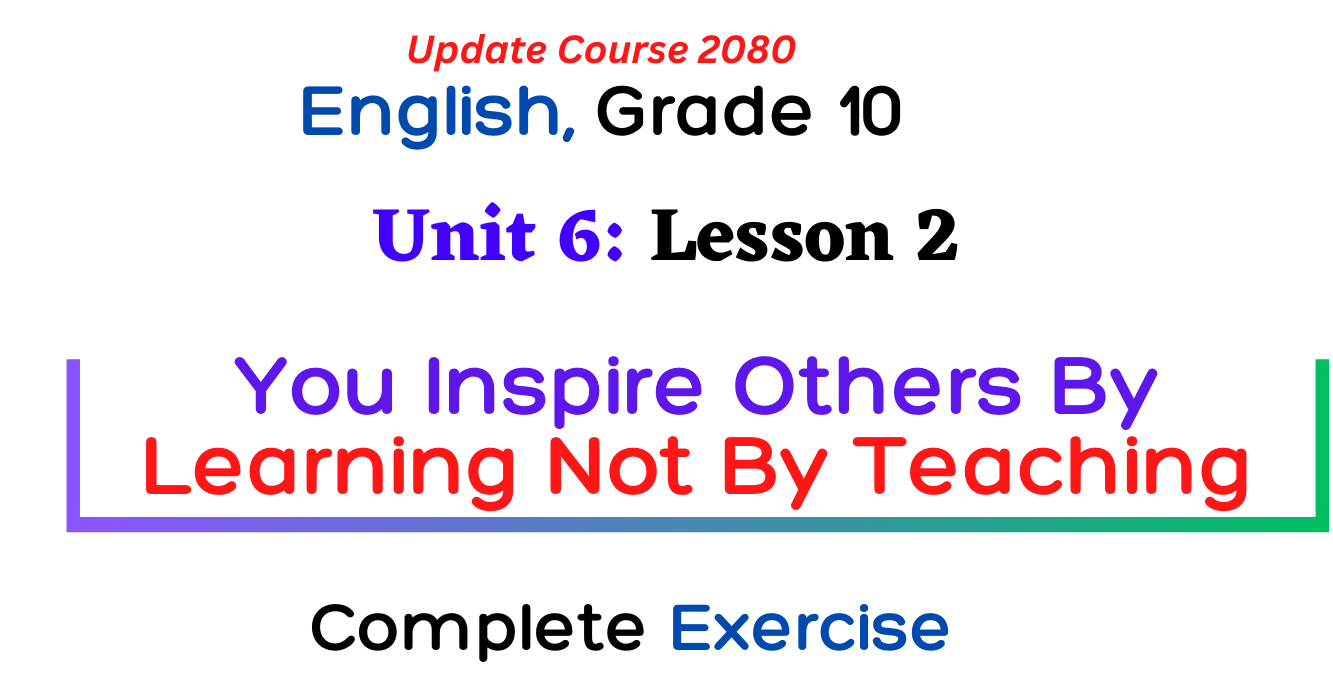 Update Course 2080
English, Grade 10
Unit 6: Lesson 2
You Inspire Others By
Learning Not By Teaching
Complete Exercise